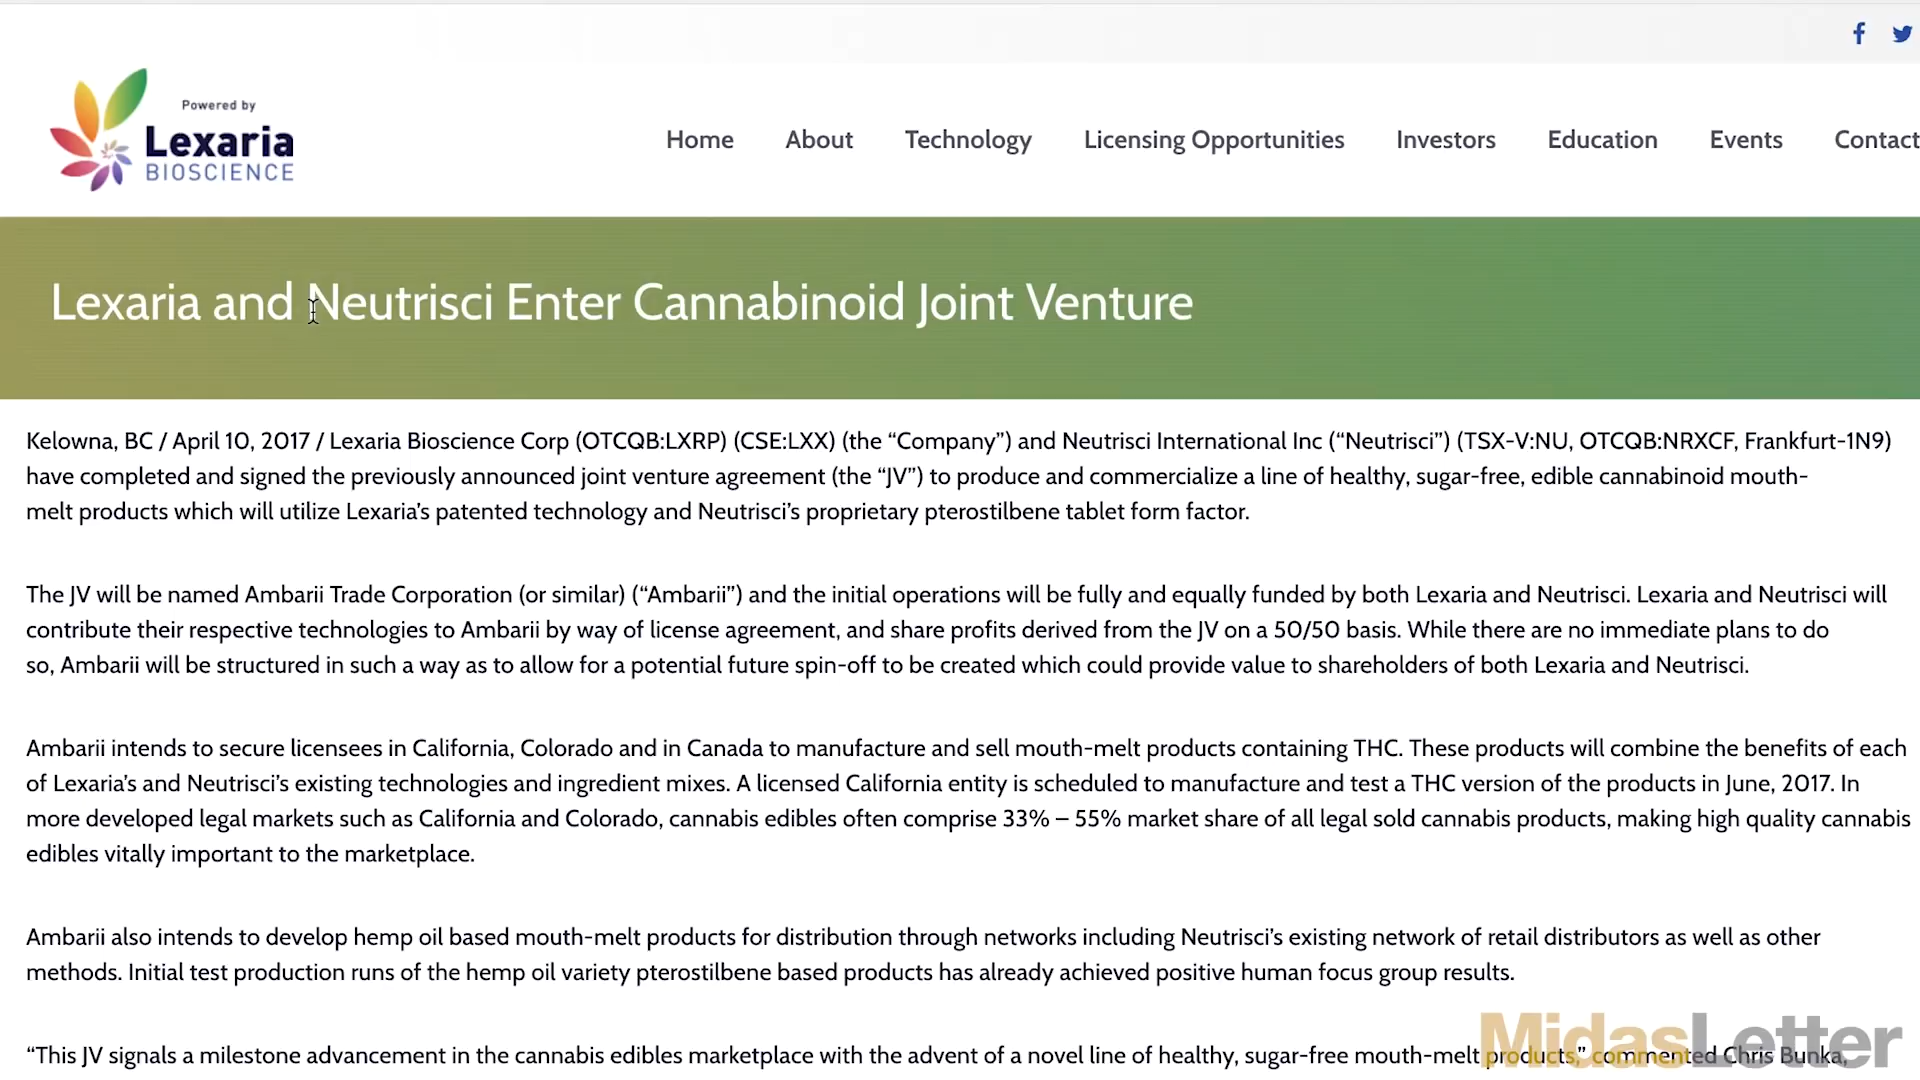 Powered by
Lexaria
BIOSCIENCE
Home About Technology Licensing Opportunities Investors Education Events Contact
Lexaria and Neutrisci Enter Cannabinoid Joint Venture
Kelowna, BC / April 10, 2017 / Lexaria Bioscience Corp (OTCQB:LXRP) (CSE:LXX) (the “Company”) and Neutrisci International Inc (“Neutrisci”) (TSX-V:NU, OTCQB:NRXCF, Frankfurt-1N9)
have completed and signed the previously announced joint venture agreement (the “JV”) to produce and commercialize a line of healthy, sugar-free, edible cannabinoid mouth-
melt products which will utilize Lexaria’s patented technology and Neutrisci’s proprietary pterostilbene tablet form factor.
The JV will be named Ambarii Trade Corporation (or similar) (“Ambarii”) and the initial operations will be fully and equally funded by both Lexaria and Neutrisci. Lexaria and Neutrisci will
contribute their respective technologies to Ambarii by way of license agreement, and share profits derived from the JV on a 50/50 basis. While there are no immediate plans to do
so, Ambarii will be structured in such a way as to allow for a potential future spin-off to be created which could provide value to shareholders of both Lexaria and Neutrisci.
Ambarii intends to secure licensees in California, Colorado and in Canada to manufacture and sell mouth-melt products containing THC. These products will combine the benefits of each
of Lexaria’s and Neutrisci’s existing technologies and ingredient mixes. A licensed California entity is scheduled to manufacture and test a THC version of the products in June, 2017. In
more developed legal markets such as California and Colorado, cannabis edibles often comprise 33% – 55% market share of all legal sold cannabis products, making high quality cannabis
edibles vitally important to the marketplace.
Ambarii also intends to develop hemp oil based mouth-melt products for distribution through networks including Neutrisci’s existing network of retail distributors as well as other
methods. Initial test production runs of the hemp oil variety pterostilbene based products has already achieved positive human focus group results.
“This JV signals a milestone advancement in the cannabis edibles marketplace with the advent of a novel line of healthy, sugar-free mouth-melt products,” commented Chris Bunka,
MidasLetter